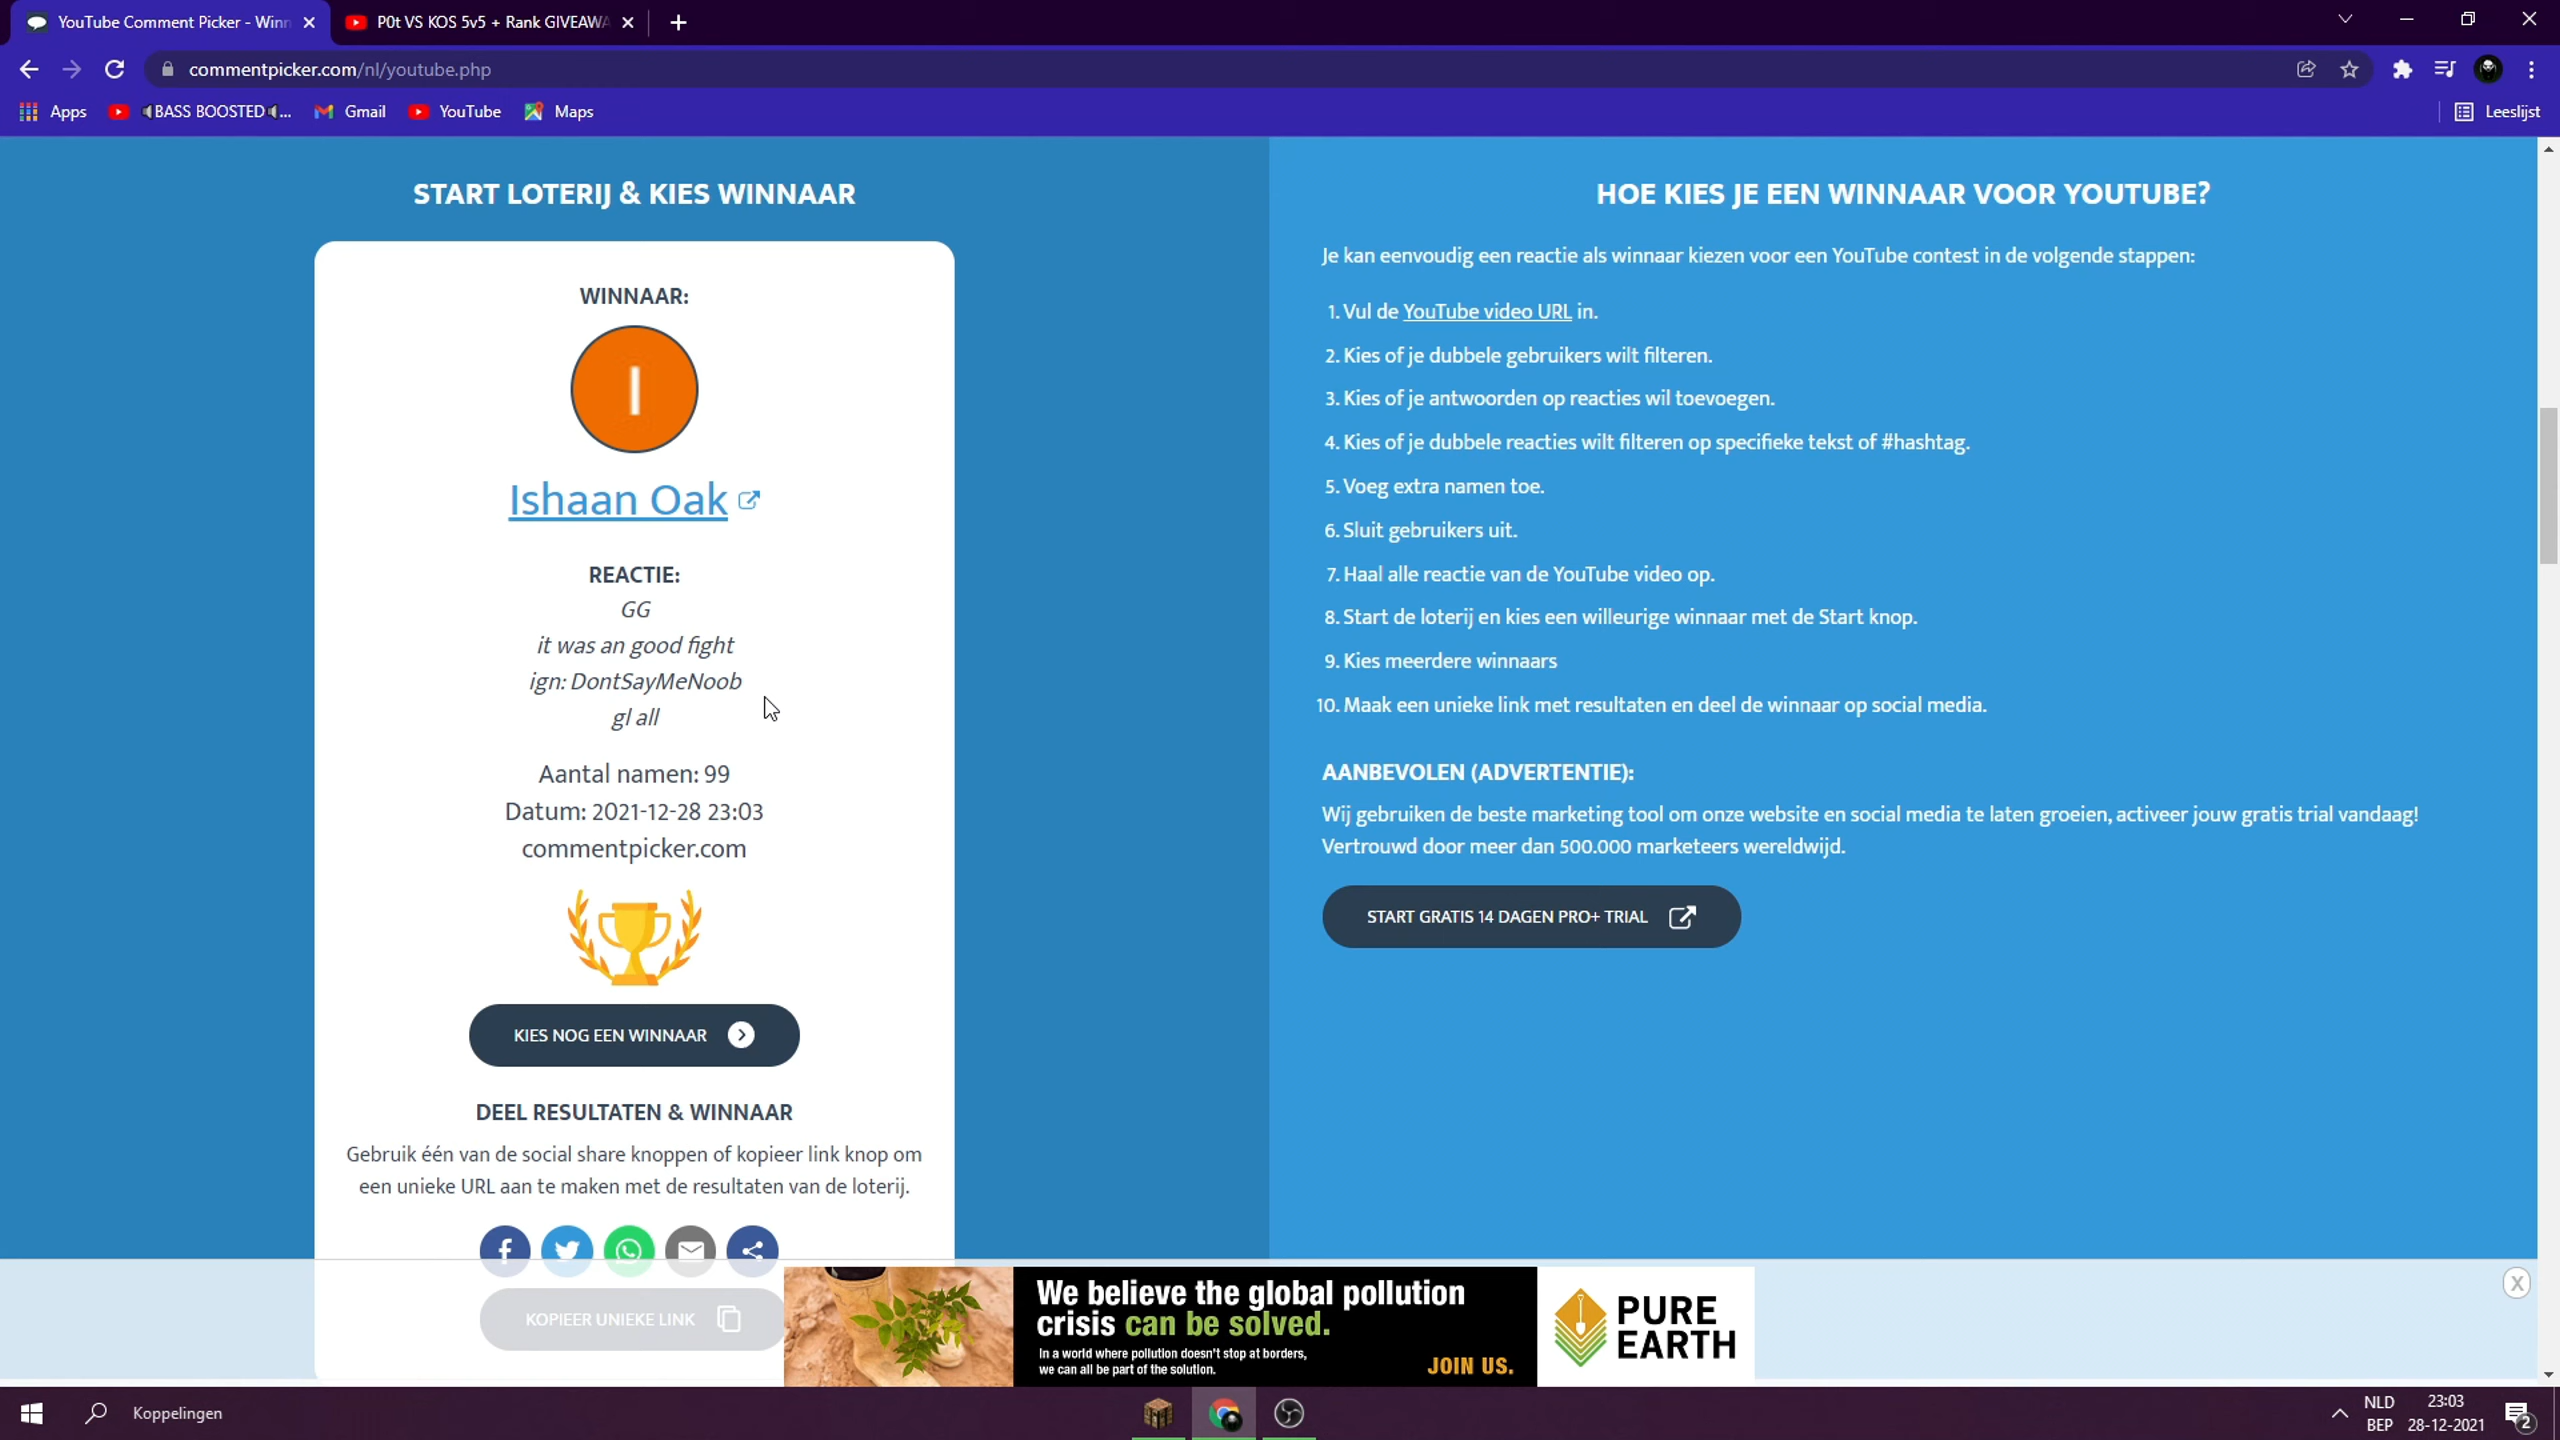 YouTube Comment Picker - Winn
P0t VS KOS 5v5 + Rank GIVEAWA
commentpicker.com/nl/youtube.php
Apps
BASS BOOSTED ...
Gmail
YouTube
Maps
Leeslijst
START LOTERIJ & KIES WINNAAR
WINNAAR:
I
Ishaan Oak
REACTIE:
GG
it was an good fight
ign: DontSayMeNoob
gl all
Aantal namen: 99
Datum: 2021-12-28 23:03
commentpicker.com
KIES NOG EEN WINNAAR
DEEL RESULTATEN & WINNAAR
Gebruik één van de social share knoppen of kopieer link knop om
een unieke URL aan te maken met de resultaten van de loterij.
KOPIEER UNIEKE LINK
HOE KIES JE EEN WINNAAR VOOR YOUTUBE?
Je kan eenvoudig een reactie als winnaar kiezen voor een YouTube contest in de volgende stappen:
1. Vul de YouTube video URL in.
2. Kies of je dubbele gebruikers wilt filteren.
3. Kies of je antwoorden op reacties wil toevoegen.
4. Kies of je dubbele reacties wilt filteren op specifieke tekst of #hashtag.
5. Voeg extra namen toe.
6. Sluit gebruikers uit.
7. Haal alle reactie van de YouTube video op.
8. Start de loterij en kies een willeurige winnaar met de Start knop.
9. Kies meerdere winnaars
10. Maak een unieke link met resultaten en deel de winnaar op social media.
AANBEVOLEN (ADVERTENTIE):
Wij gebruiken de beste marketing tool om onze website en social media te laten groeien, activeer jouw gratis trial vandaag!
Vertrouwd door meer dan 500.000 marketeers wereldwijd.
START GRATIS 14 DAGEN PRO+ TRIAL
We believe the global pollution
crisis can be solved.
In a world where pollution doesn't stop at borders,
we can all be part of the solution.
JOIN US.
PURE
EARTH
X
Koppelingen
NLD
BEP
23:03
28-12-2021
2